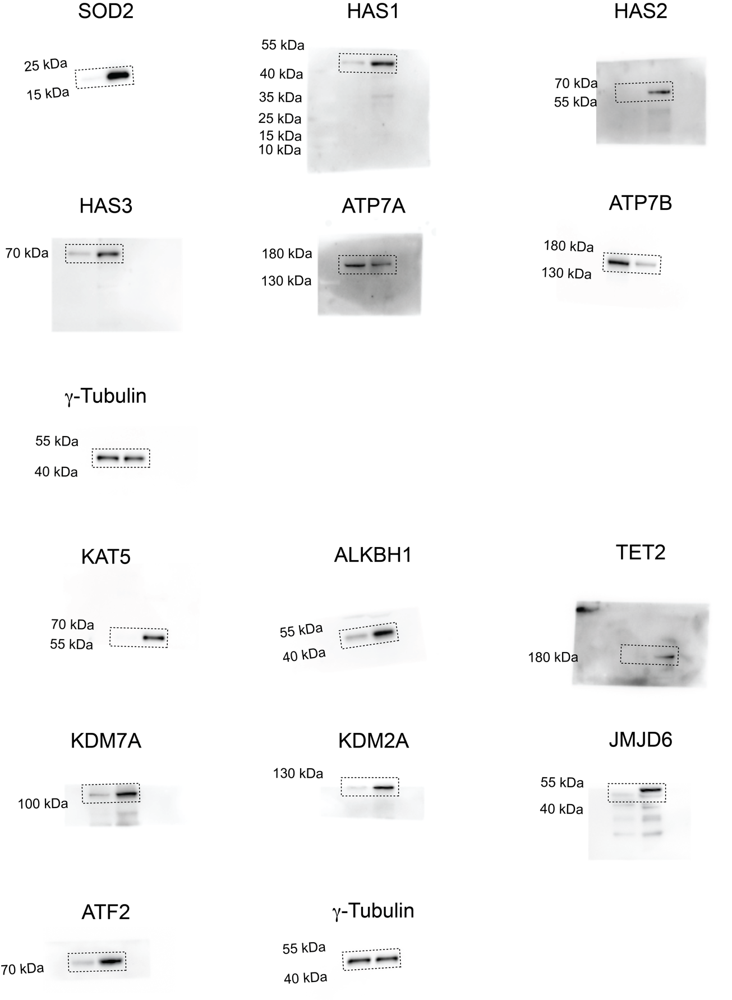 SOD2
25 kDa
15 kDa
HAS1
55 kDa
40 kDa
35 kDa
25 kDa
15 kDa
10 kDa
HAS2
70 kDa
55 kDa
HAS3
70 kDa
ATP7A
180 kDa
130 kDa
ATP7B
180 kDa
130 kDa
γ-Tubulin
55 kDa
40 kDa
KAT5
70 kDa
55 kDa
ALKBH1
55 kDa
40 kDa
TET2
180 kDa
KDM7A
100 kDa
KDM2A
130 kDa
JMJD6
55 kDa
40 kDa
ATF2
70 kDa
γ-Tubulin
55 kDa
40 kDa